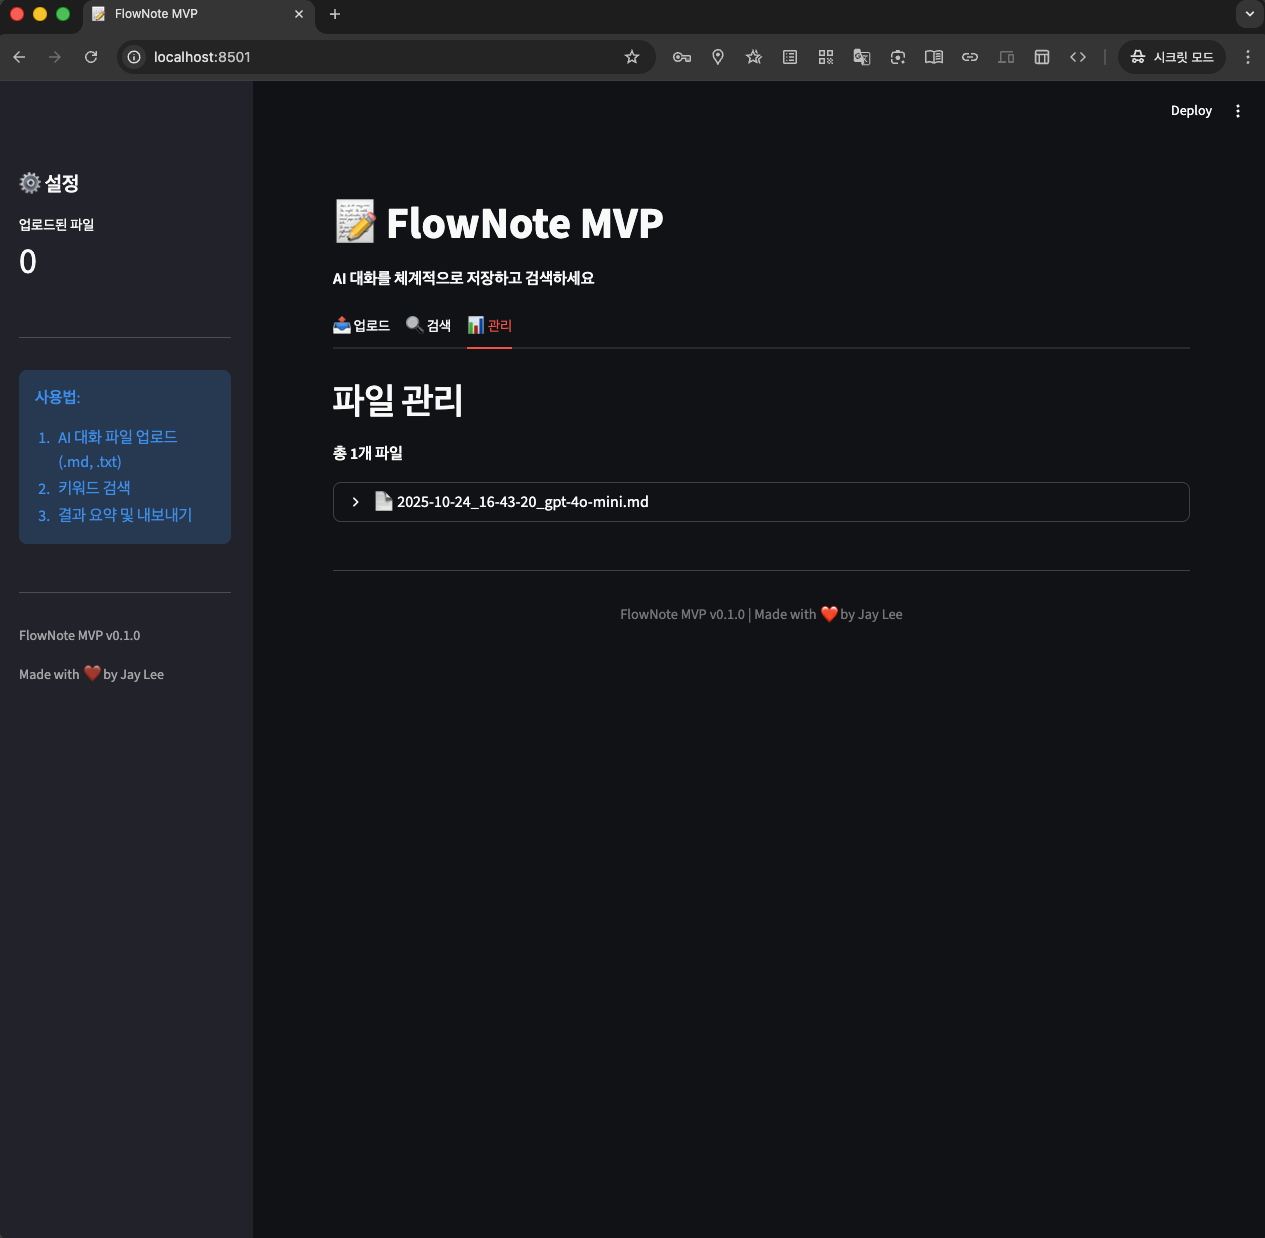 FlowNote MVP
localhost:8501
시크릿 모드
Deploy
설정
업로드된 파일
0
사용법:
1. AI 대화 파일 업로드
(.md, .txt)
2. 키워드 검색
3. 결과 요약 및 내보내기
FlowNote MVP v0.1.0
Made with ❤️ by Jay Lee
FlowNote MVP
AI 대화를 체계적으로 저장하고 검색하세요
업로드 검색 관리
파일 관리
총 1개 파일
2025-10-24_16-43-20_gpt-4o-mini.md
FlowNote MVP v0.1.0 | Made with ❤️ by Jay Lee